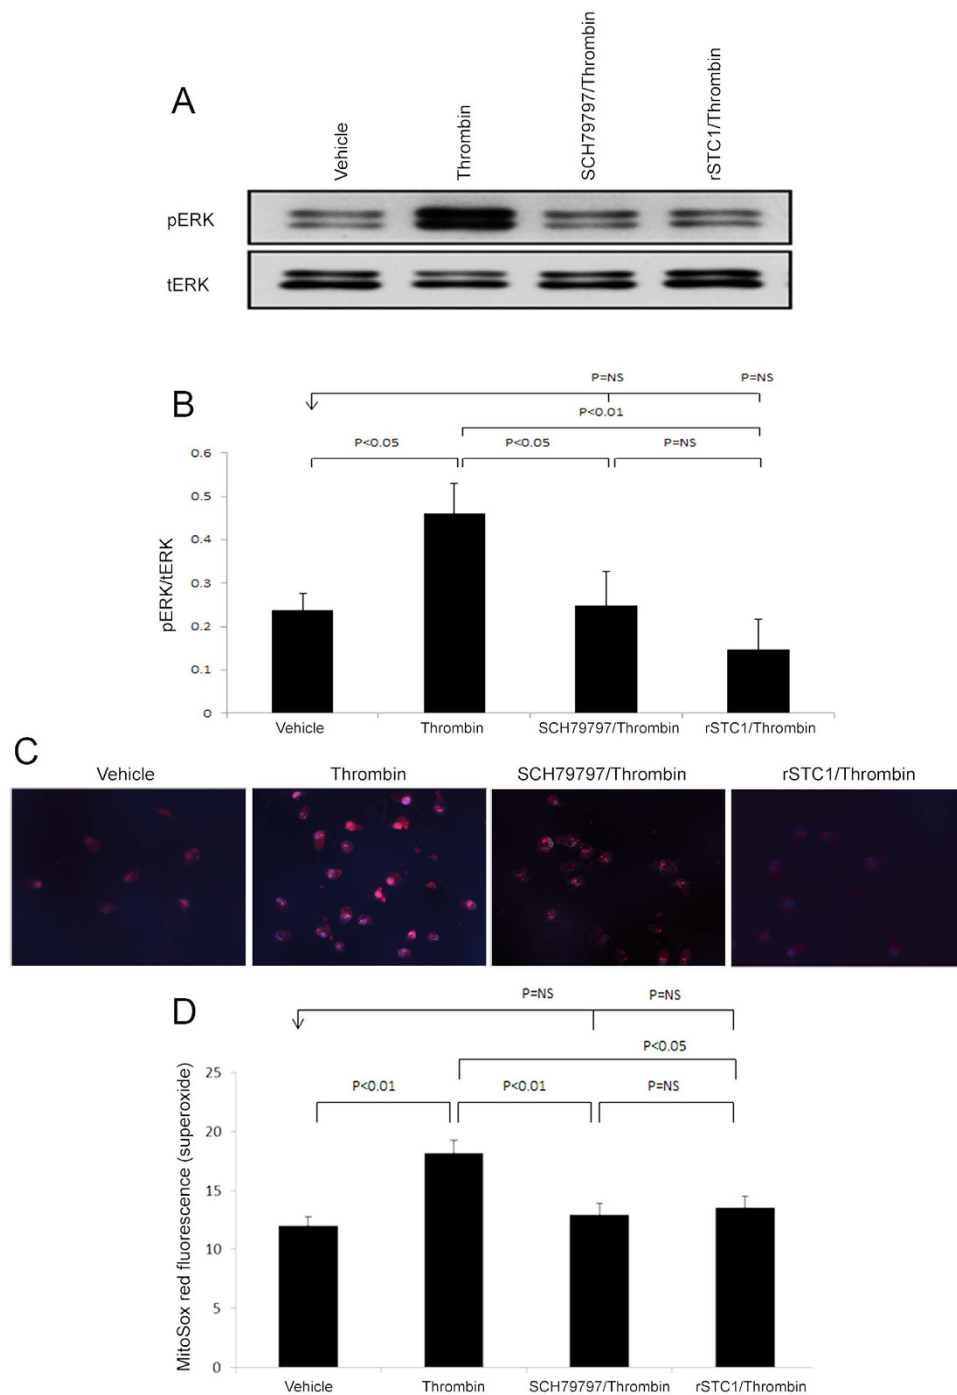 A
Vehicle
Thrombin
SCH79797/Thrombin
rSTC1/Thrombin
pERK
tERK
B
P=NS P=NS
P<0.01
P<0.05 P<0.05 P=NS
0.6
0.5
0.4
0.3
0.2
0.1
0
pERK/tERK
Vehicle Thrombin SCH79797/Thrombin rSTC1/Thrombin
C
Vehicle Thrombin SCH79797/Thrombin rSTC1/Thrombin
D
P=NS P=NS
P<0.05
P<0.01 P<0.01 P=NS
25
20
15
10
5
0
MitoSox red fluorescence (superoxide)
Vehicle Thrombin SCH79797/Thrombin rSTC1/Thrombin